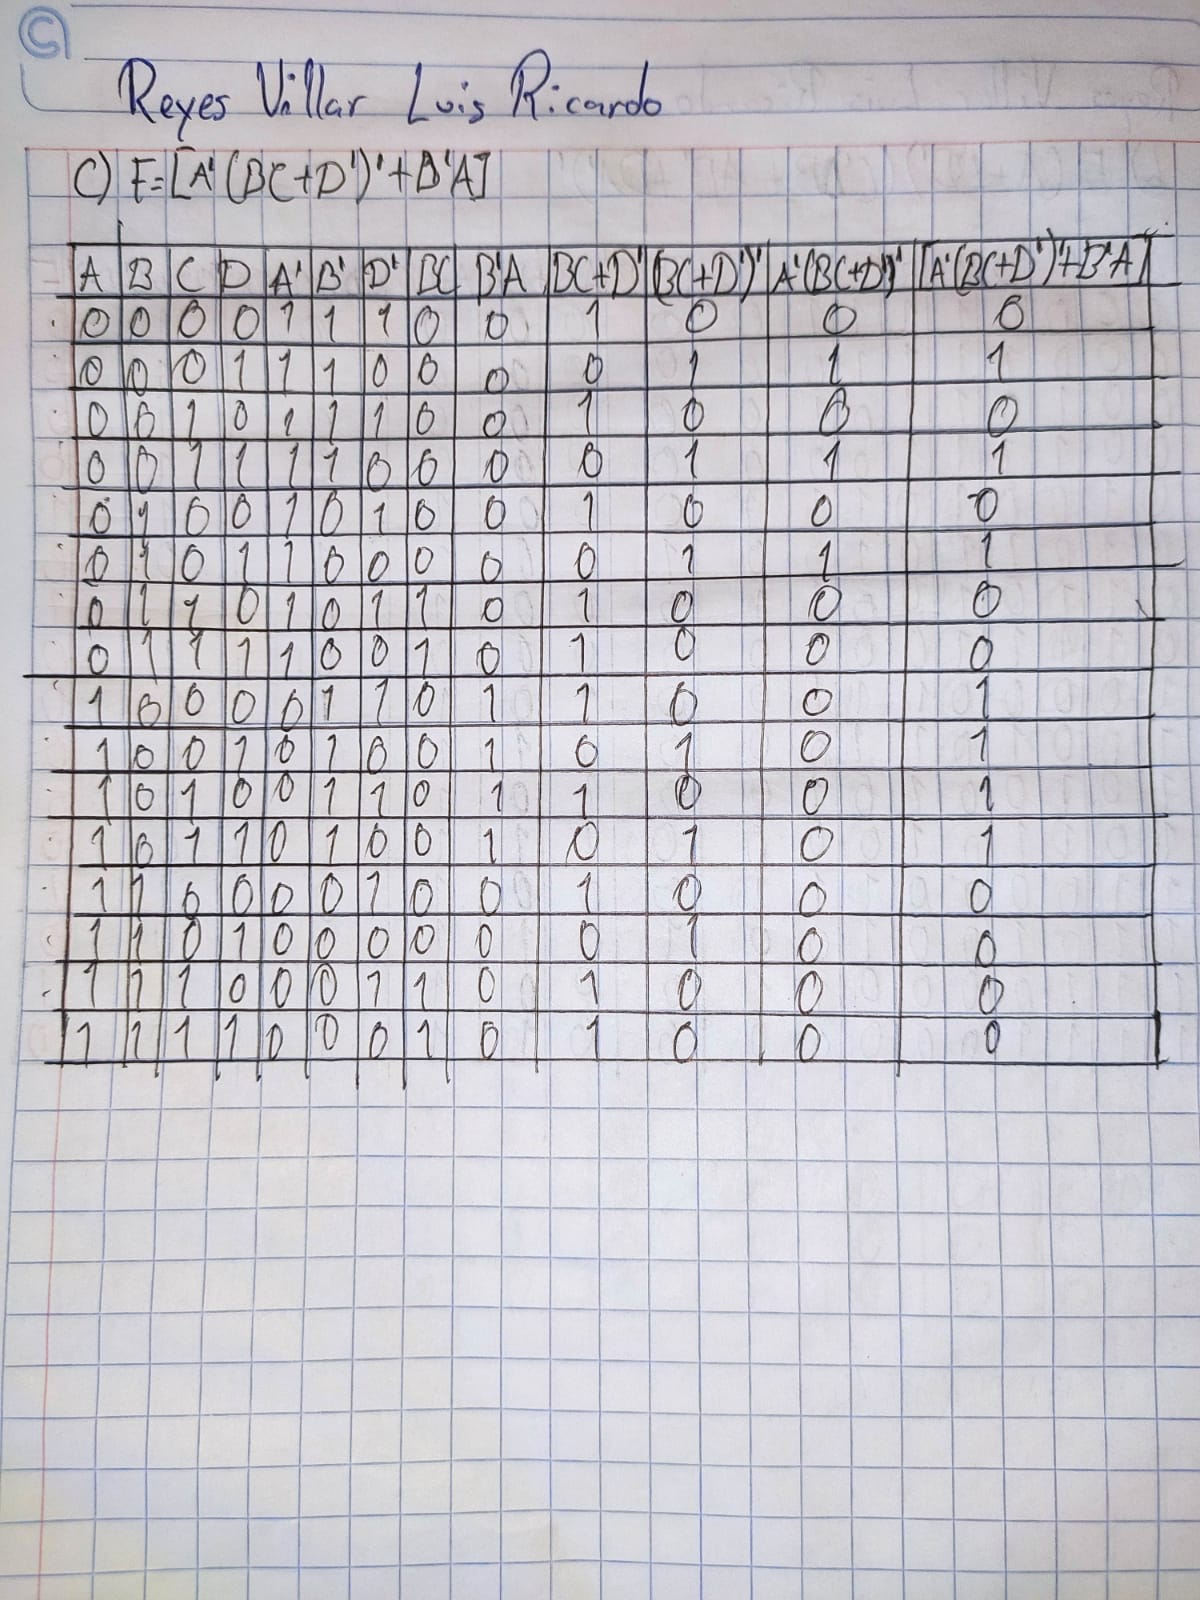 C)
Reyes Villar Luis Ricardo
C) F=[A'(BC+D')'+B'A]
A B C D A' B' D' BC B'A BC+D' (BC+D')' A'(BC+D')' [A'(BC+D')'+B'A]
0 0 0 0 1 1 1 0 0 1 0 0 0
0 0 0 1 1 1 0 0 0 0 1 1 1
0 0 1 0 1 1 1 0 0 1 0 0 0
0 0 1 1 1 1 0 0 0 0 1 1 1
0 1 0 0 1 0 1 0 0 1 0 0 0
0 1 0 1 1 0 0 0 0 0 1 1 1
0 1 1 0 1 0 1 1 0 1 0 0 0
0 1 1 1 1 0 0 1 0 1 0 0 0
1 0 0 0 0 1 1 0 1 1 0 0 1
1 0 0 1 0 1 0 0 1 0 1 0 1
1 0 1 0 0 1 1 0 1 1 0 0 1
1 0 1 1 0 1 0 0 1 0 1 0 1
1 1 0 0 0 0 1 0 0 1 0 0 0
1 1 0 1 0 0 0 0 0 0 1 0 0
1 1 1 0 0 0 1 1 0 1 0 0 0
1 1 1 1 0 0 0 1 0 1 0 0 0